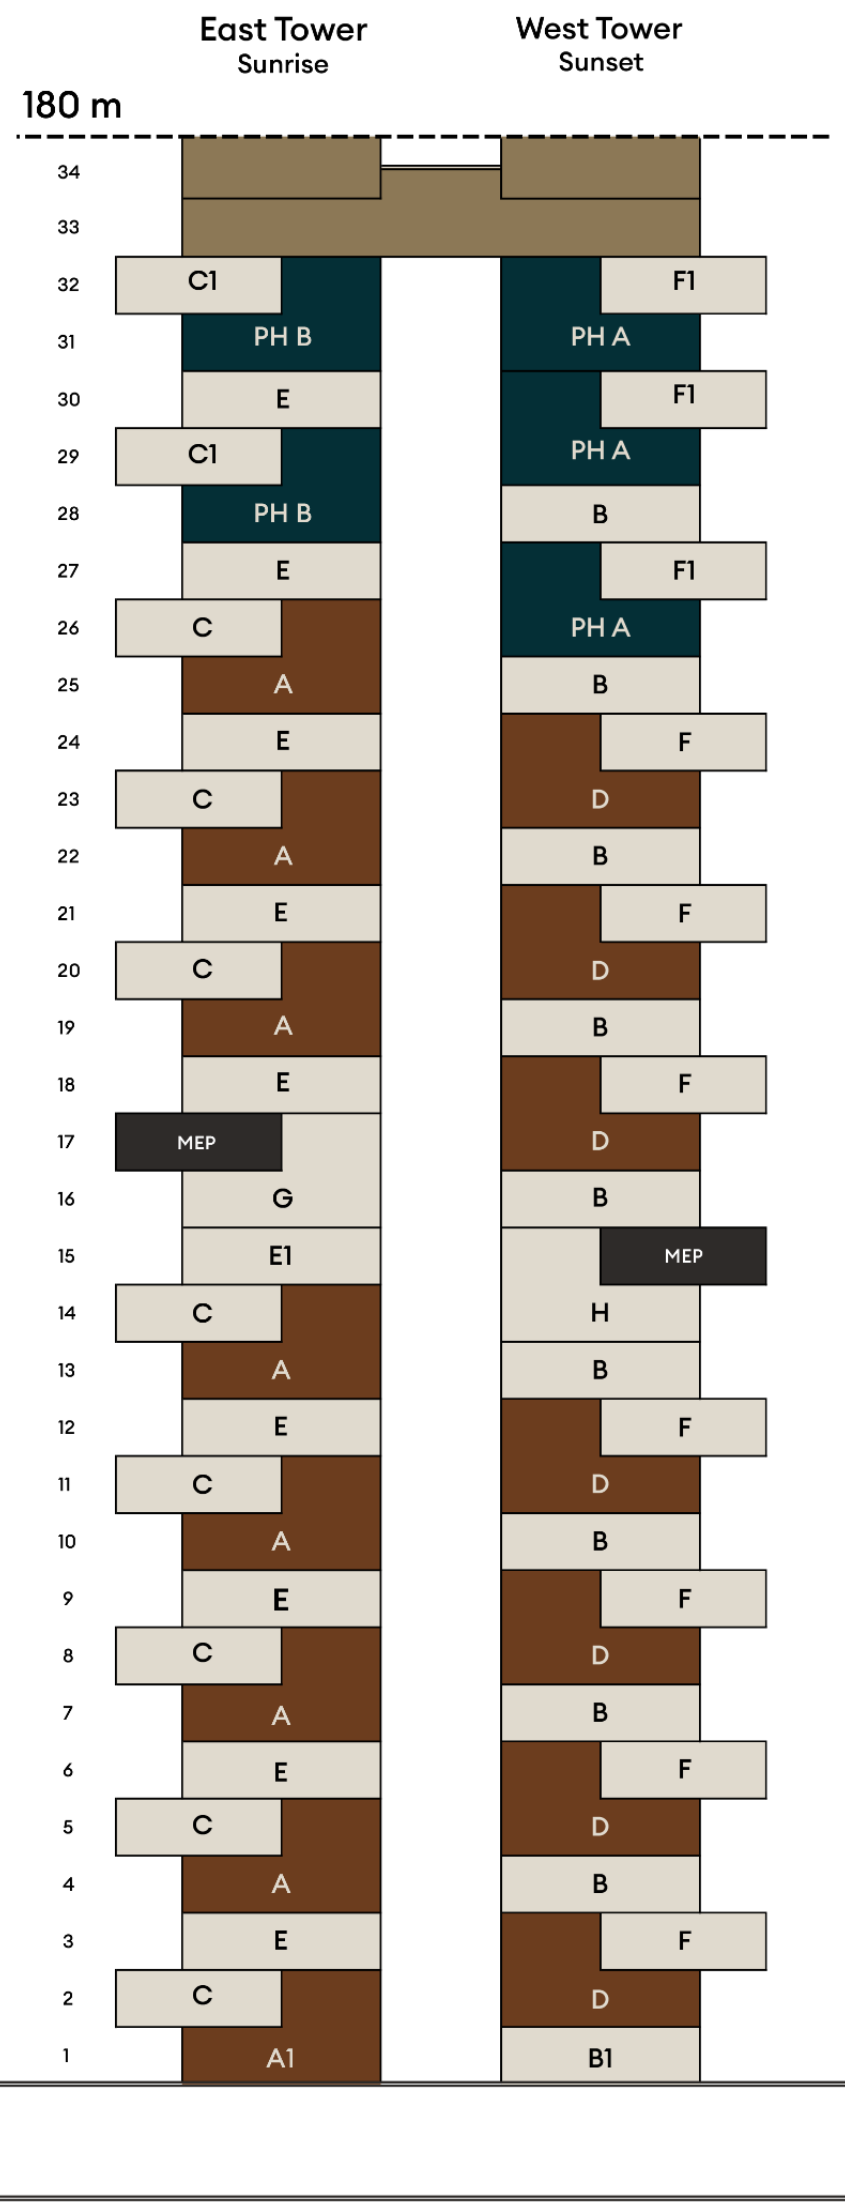 East Tower
Sunrise
West Tower
Sunset
180 m
34
33
32 C1 F1
31 PH B PH A
30 E F1
29 C1 PH A
28 PH B B
27 E F1
26 C PH A
25 A B
24 E F
23 C D
22 A B
21 E F
20 C D
19 A B
18 E F
17 MEP D
16 G B
15 E1 MEP
14 C H
13 A B
12 E F
11 C D
10 A B
9 E F
8 C D
7 A B
6 E F
5 C D
4 A B
3 E F
2 C D
1 A1 B1